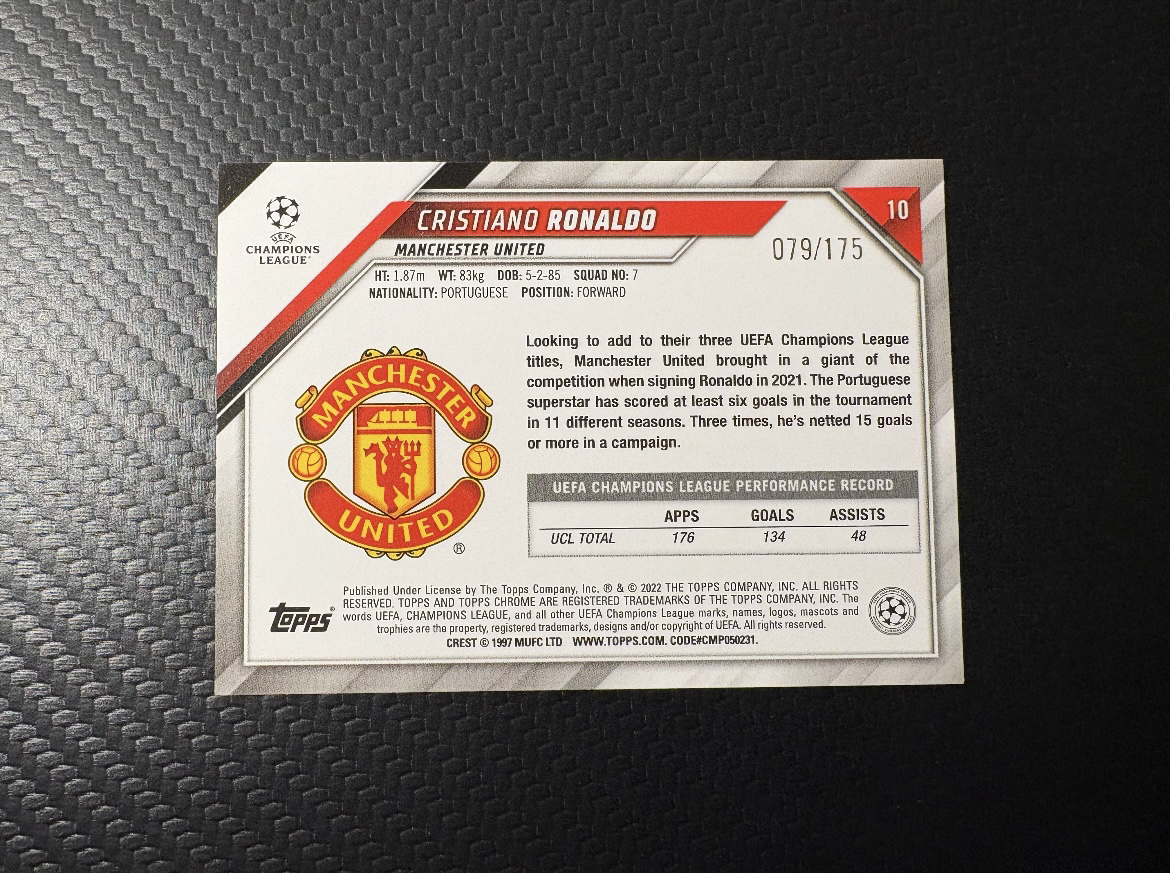 UEFA
CHAMPIONS
LEAGUE®
CRISTIANO RONALDO
10
MANCHESTER UNITED
079/175
HT: 1.87m WT: 83kg DOB: 5-2-85 SQUAD NO: 7
NATIONALITY: PORTUGUESE POSITION: FORWARD
MANCHESTER
UNITED
®
Looking to add to their three UEFA Champions League
titles, Manchester United brought in a giant of the
competition when signing Ronaldo in 2021. The Portuguese
superstar has scored at least six goals in the tournament
in 11 different seasons. Three times, he's netted 15 goals
or more in a campaign.
UEFA CHAMPIONS LEAGUE PERFORMANCE RECORD
APPS GOALS ASSISTS
UCL TOTAL 176 134 48
Topps®
Published Under License by The Topps Company, Inc. ® & © 2022 THE TOPPS COMPANY, INC. ALL RIGHTS
RESERVED. TOPPS AND TOPPS CHROME ARE REGISTERED TRADEMARKS OF THE TOPPS COMPANY, INC. The
words UEFA, CHAMPIONS LEAGUE, and all other UEFA Champions League marks, names, logos, mascots and
trophies are the property, registered trademarks, designs and/or copyright of UEFA. All rights reserved.
CREST © 1997 MUFC LTD WWW.TOPPS.COM. CODE#CMP050231.